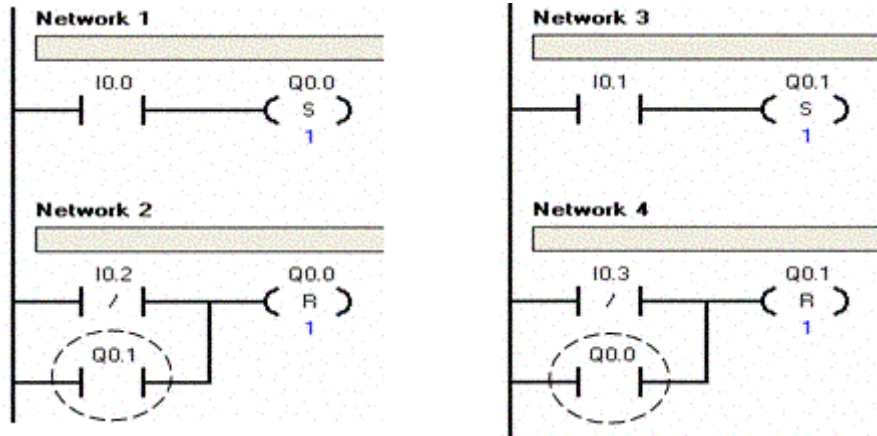 Network 1
I0.0 Q0.0
S
1
Network 2
I0.2 Q0.0
/ R
1
Q0.1
Network 3
I0.1 Q0.1
S
1
Network 4
I0.3 Q0.1
/ R
1
Q0.0